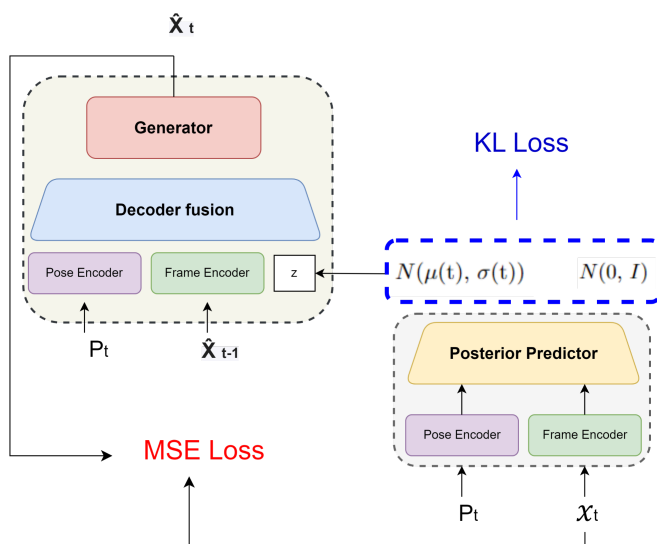 X̂ t
Generator
Decoder fusion
Pose Encoder
Frame Encoder
z
Pt
X̂ t-1
KL Loss
N(μ(t), σ(t))
N(0, I)
Posterior Predictor
Pose Encoder
Frame Encoder
Pt
xt
MSE Loss